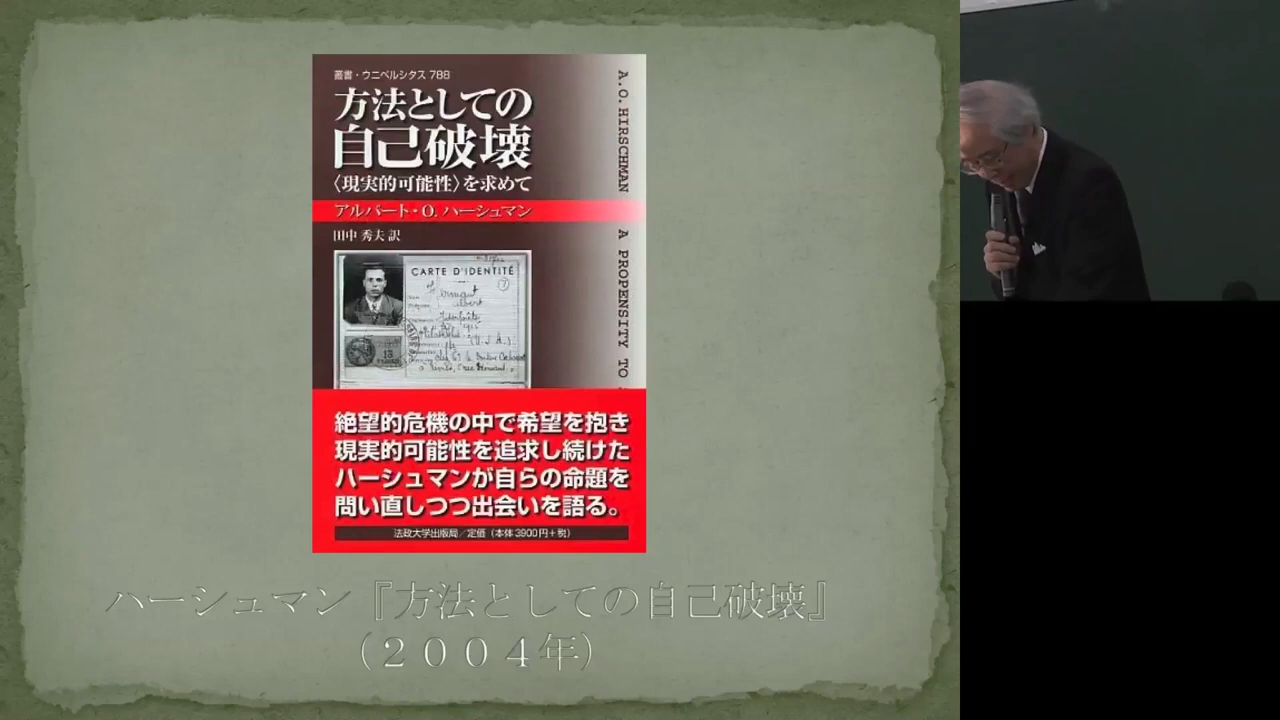 叢書・ウニベルシタス 788
方法としての
自己破壊
〈現実的可能性〉を求めて
アルバート・O. ハーシュマン
田中 秀夫 訳
A.O. HIRSCHMAN A PROPENSITY TO
CARTE D'IDENTITÉ
絶望的危機の中で希望を抱き
現実的可能性を追求し続けた
ハーシュマンが自らの命題を
問い直しつつ出会いを語る。
法政大学出版局／定価（本体3900円+税）
ハーシュマン『方法としての自己破壊』
（２００４年）